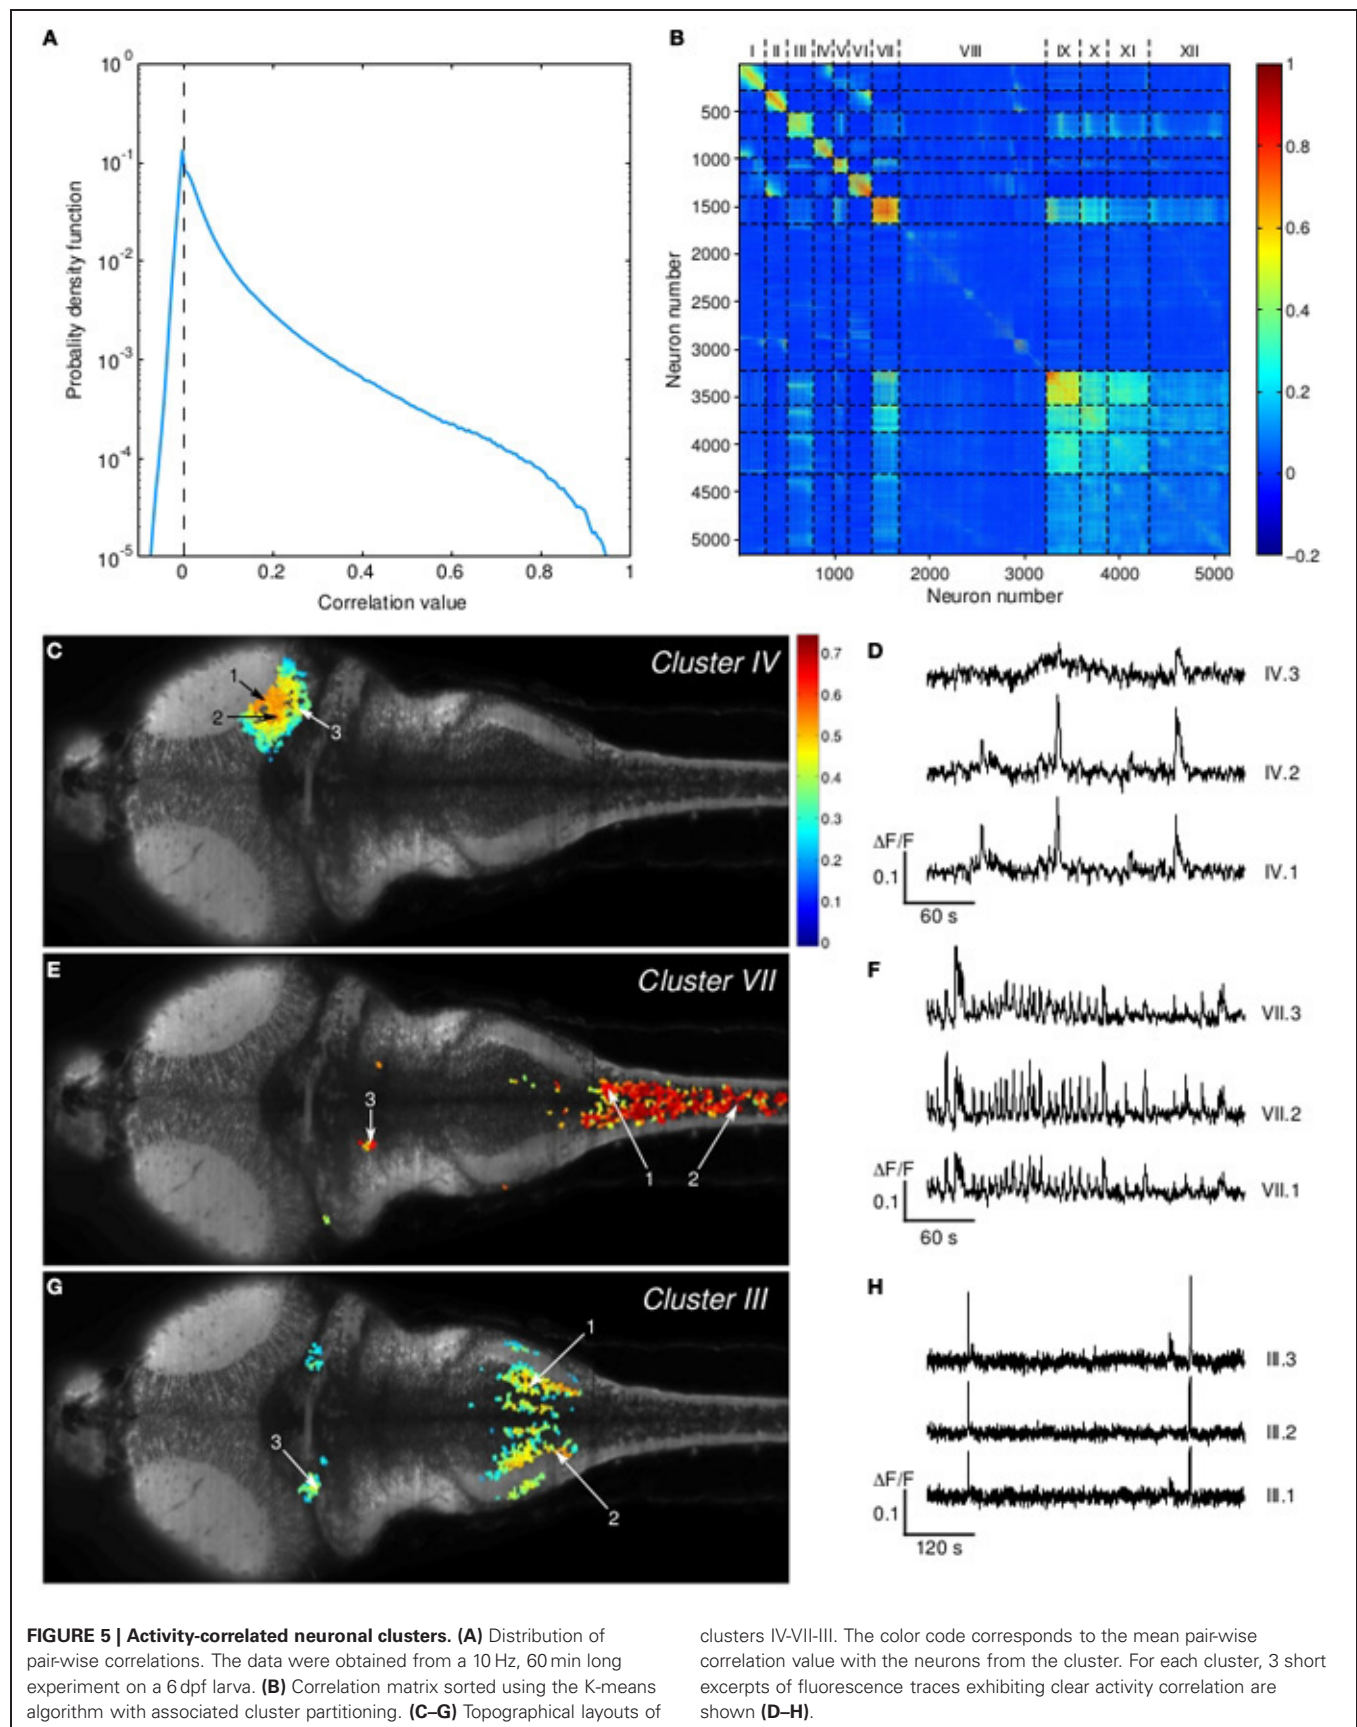 A
10^0
10^-1
10^-2
10^-3
10^-4
10^-5
Probality density function
0 0.2 0.4 0.6 0.8 1
Correlation value
B
I II III IV V VI VII VIII IX X XI XII
500
1000
1500
2000
2500
3000
3500
4000
4500
5000
Neuron number
1000 2000 3000 4000 5000
Neuron number
1
0.8
0.6
0.4
0.2
0
−0.2
C
Cluster IV
1
2
3
0.7
0.6
0.5
0.4
0.3
0.2
0.1
0
D
IV.3
IV.2
IV.1
ΔF/F
0.1
60 s
E
Cluster VII
3
1 2
F
VII.3
VII.2
VII.1
ΔF/F
0.1
60 s
G
Cluster III
1
3
2
H
III.3
III.2
III.1
ΔF/F
0.1
120 s
FIGURE 5 | Activity-correlated neuronal clusters. (A) Distribution of
pair-wise correlations. The data were obtained from a 10 Hz, 60 min long
experiment on a 6 dpf larva. (B) Correlation matrix sorted using the K-means
algorithm with associated cluster partitioning. (C–G) Topographical layouts of
clusters IV-VII-III. The color code corresponds to the mean pair-wise
correlation value with the neurons from the cluster. For each cluster, 3 short
excerpts of fluorescence traces exhibiting clear activity correlation are
shown (D–H).